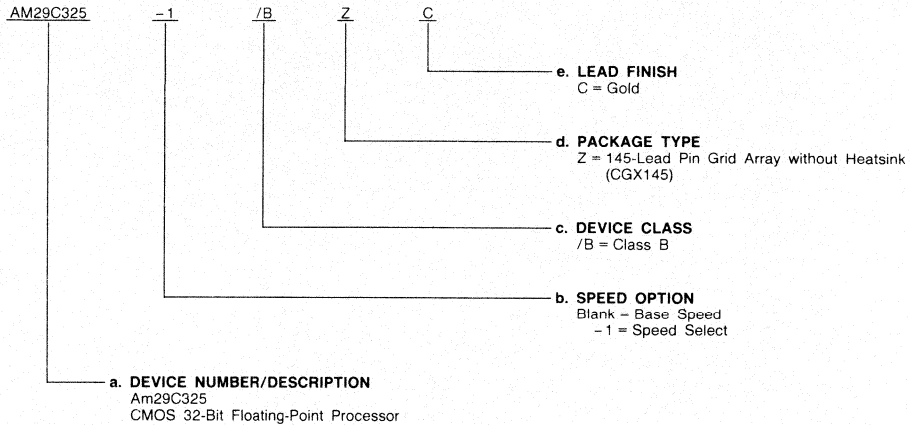 AM29C325 -1 /B Z C
e. LEAD FINISH
C = Gold
d. PACKAGE TYPE
Z = 145-Lead Pin Grid Array without Heatsink
(CGX145)
c. DEVICE CLASS
/B = Class B
b. SPEED OPTION
Blank – Base Speed
-1 = Speed Select
a. DEVICE NUMBER/DESCRIPTION
Am29C325
CMOS 32-Bit Floating-Point Processor